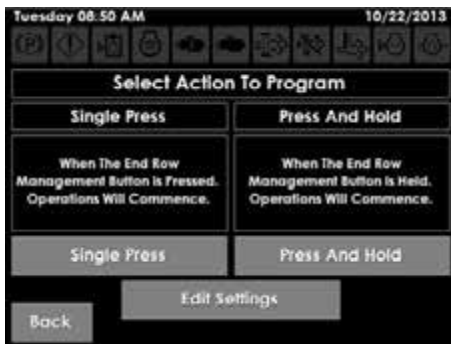 Tuesday 08:50 AM 10/22/2013
(P)
Select Action To Program
Single Press Press And Hold
When The End Row When The End Row
Management Button Is Pressed. Management Button Is Held.
Operations Will Commence. Operations Will Commence.
Single Press Press And Hold
Edit Settings
Back